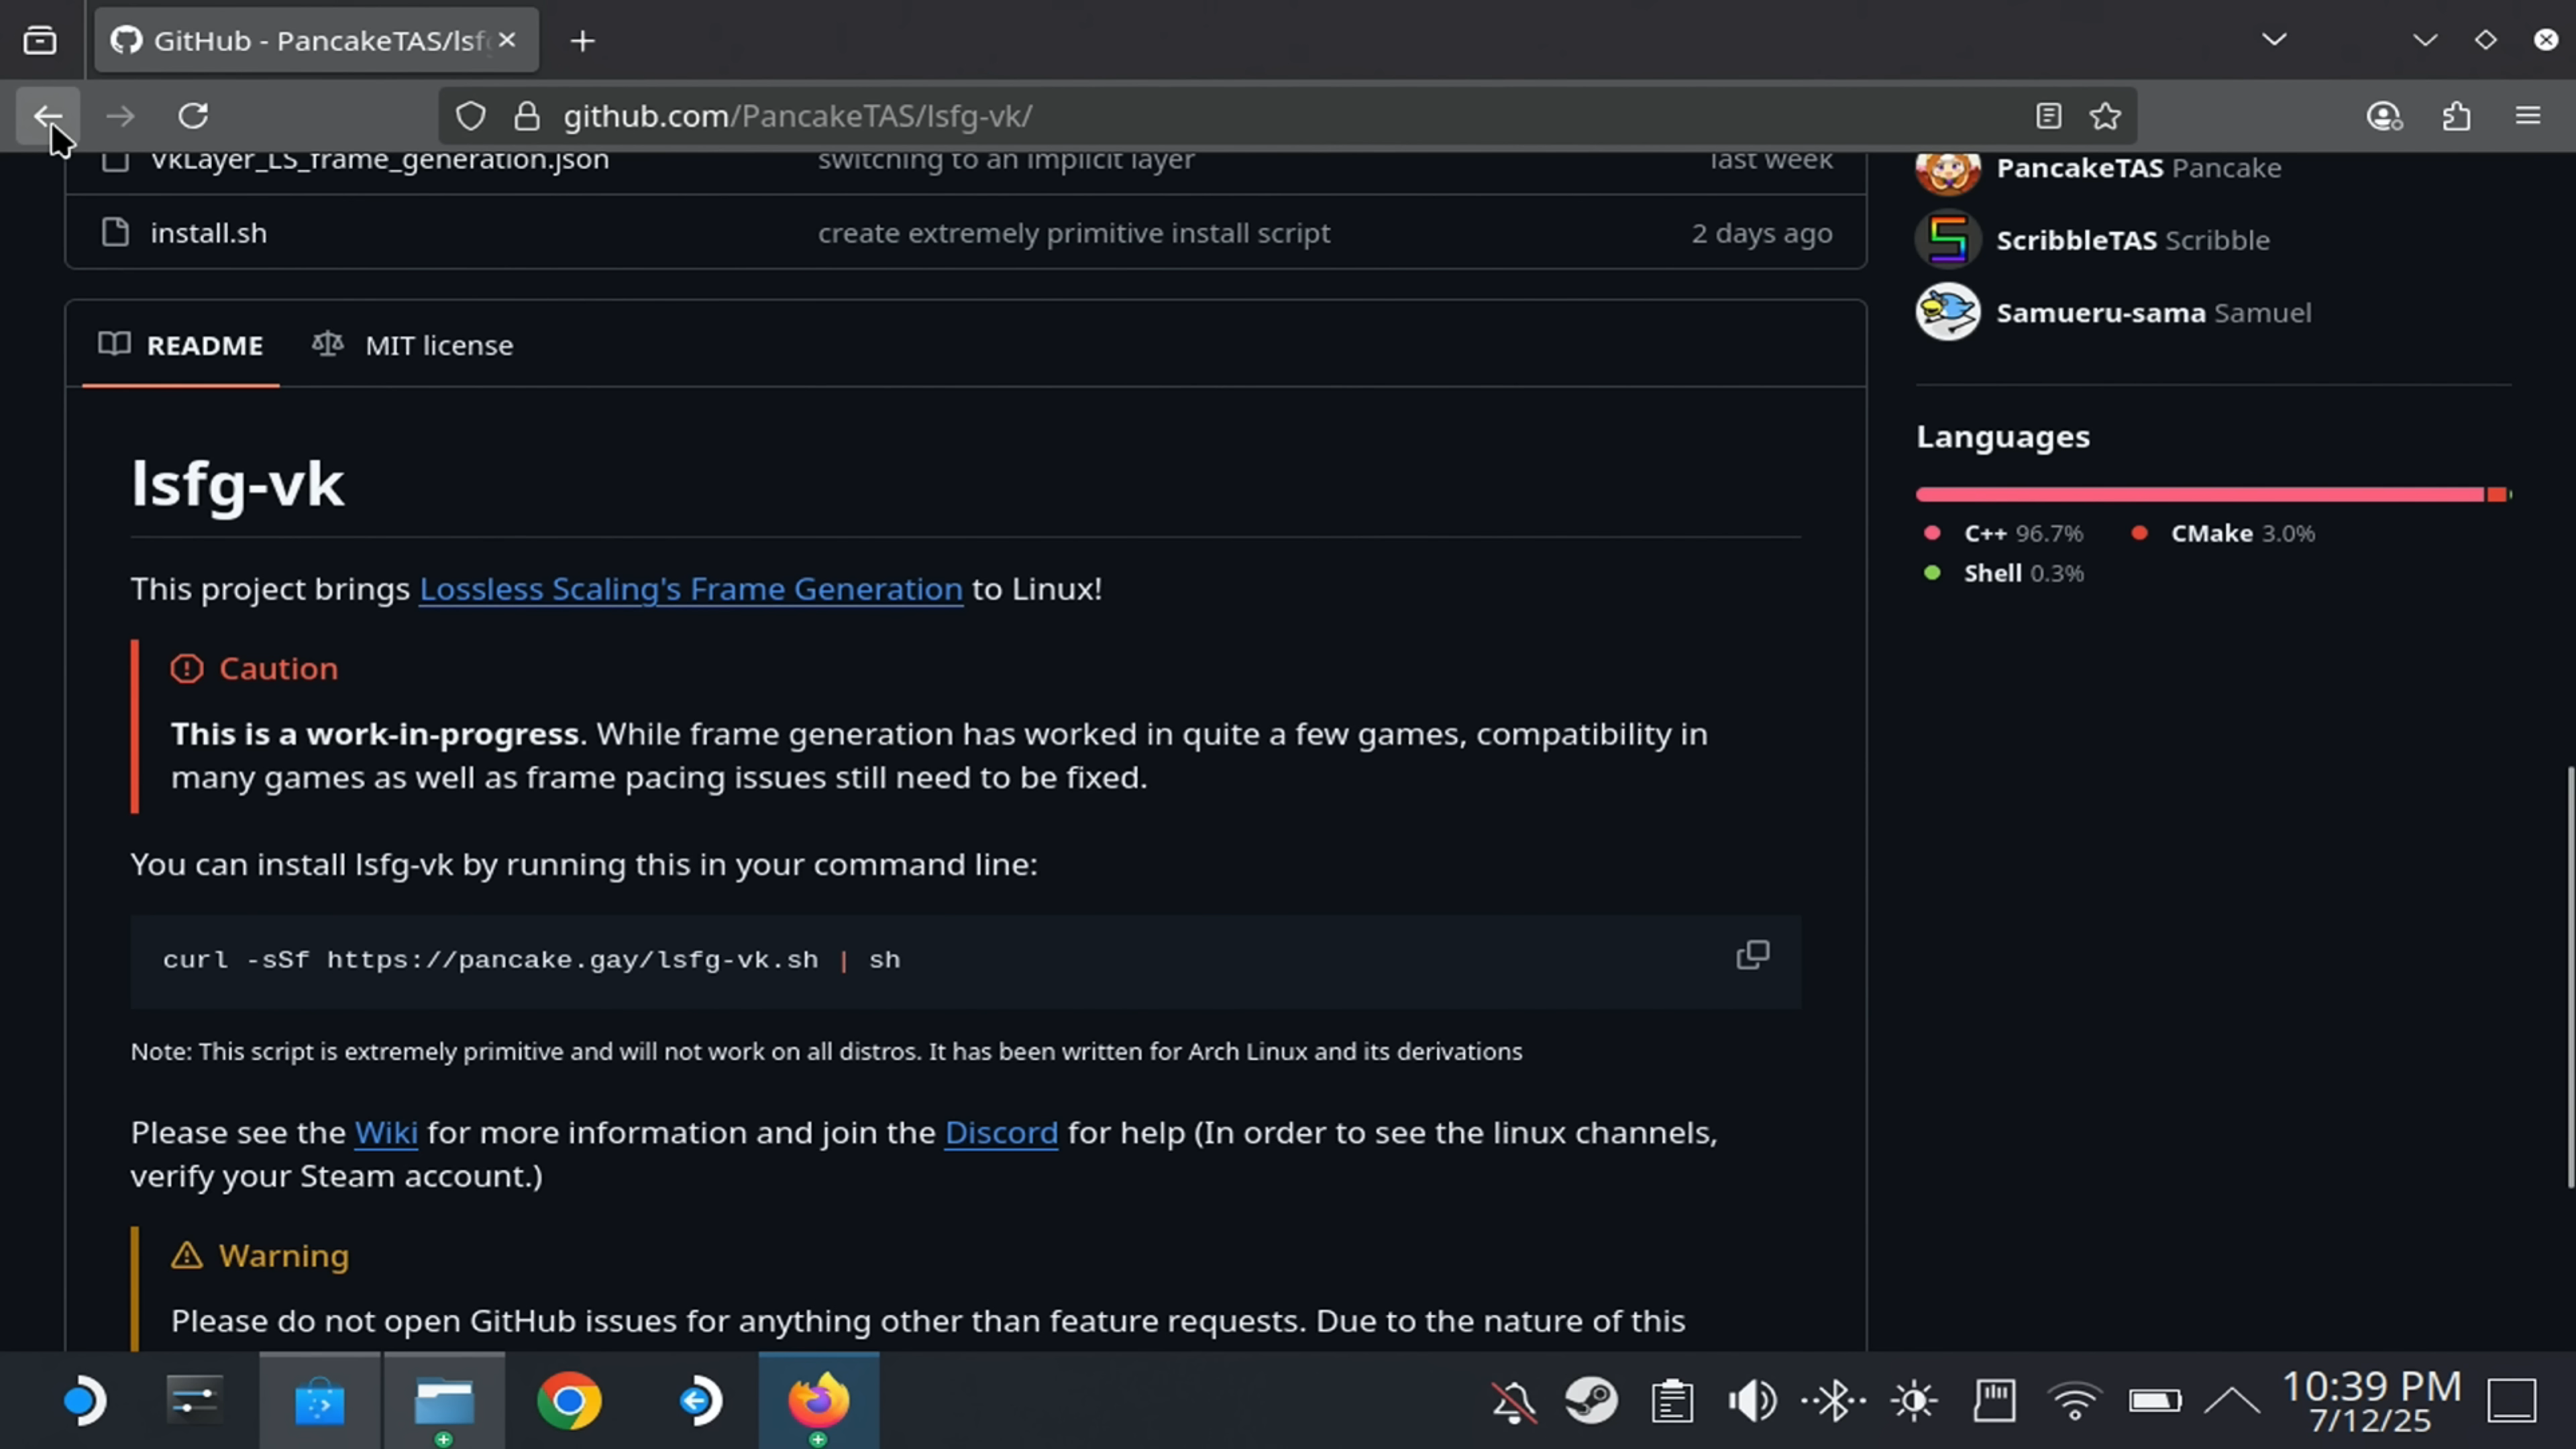 GitHub - PancakeTAS/lsf
github.com/PancakeTAS/lsfg-vk/
VkLayer_LS_frame_generation.json switching to an implicit layer last week
install.sh create extremely primitive install script 2 days ago
PancakeTAS Pancake
ScribbleTAS Scribble
Samueru-sama Samuel
Languages
C++ 96.7% CMake 3.0%
Shell 0.3%
README MIT license
lsfg-vk
This project brings Lossless Scaling's Frame Generation to Linux!
Caution
This is a work-in-progress. While frame generation has worked in quite a few games, compatibility in
many games as well as frame pacing issues still need to be fixed.
You can install lsfg-vk by running this in your command line:
curl -sSf https://pancake.gay/lsfg-vk.sh | sh
Note: This script is extremely primitive and will not work on all distros. It has been written for Arch Linux and its derivations
Please see the Wiki for more information and join the Discord for help (In order to see the linux channels,
verify your Steam account.)
Warning
Please do not open GitHub issues for anything other than feature requests. Due to the nature of this
10:39 PM
7/12/25